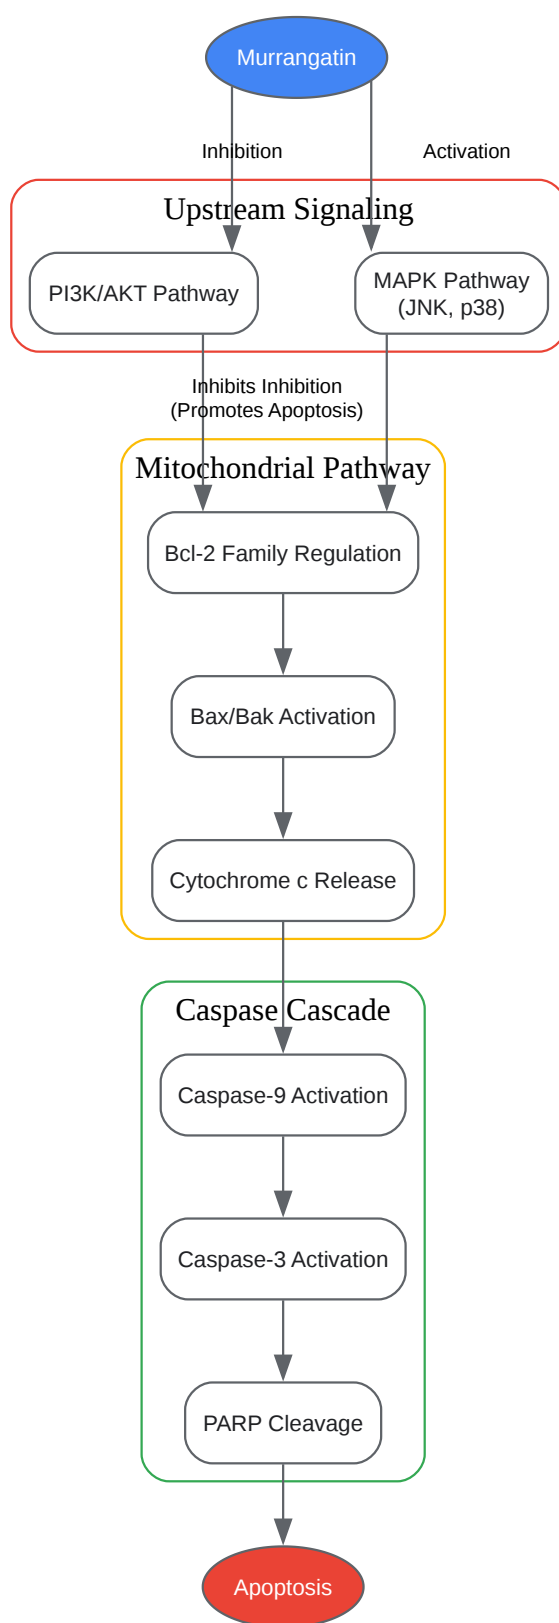 Murrangatin
Inhibition
Activation
Upstream Signaling
PI3K/AKT Pathway
MAPK Pathway
(JNK, p38)
Inhibits Inhibition
(Promotes Apoptosis)
Mitochondrial Pathway
Bcl-2 Family Regulation
Bax/Bak Activation
Cytochrome c Release
Caspase Cascade
Caspase-9 Activation
Caspase-3 Activation
PARP Cleavage
Apoptosis